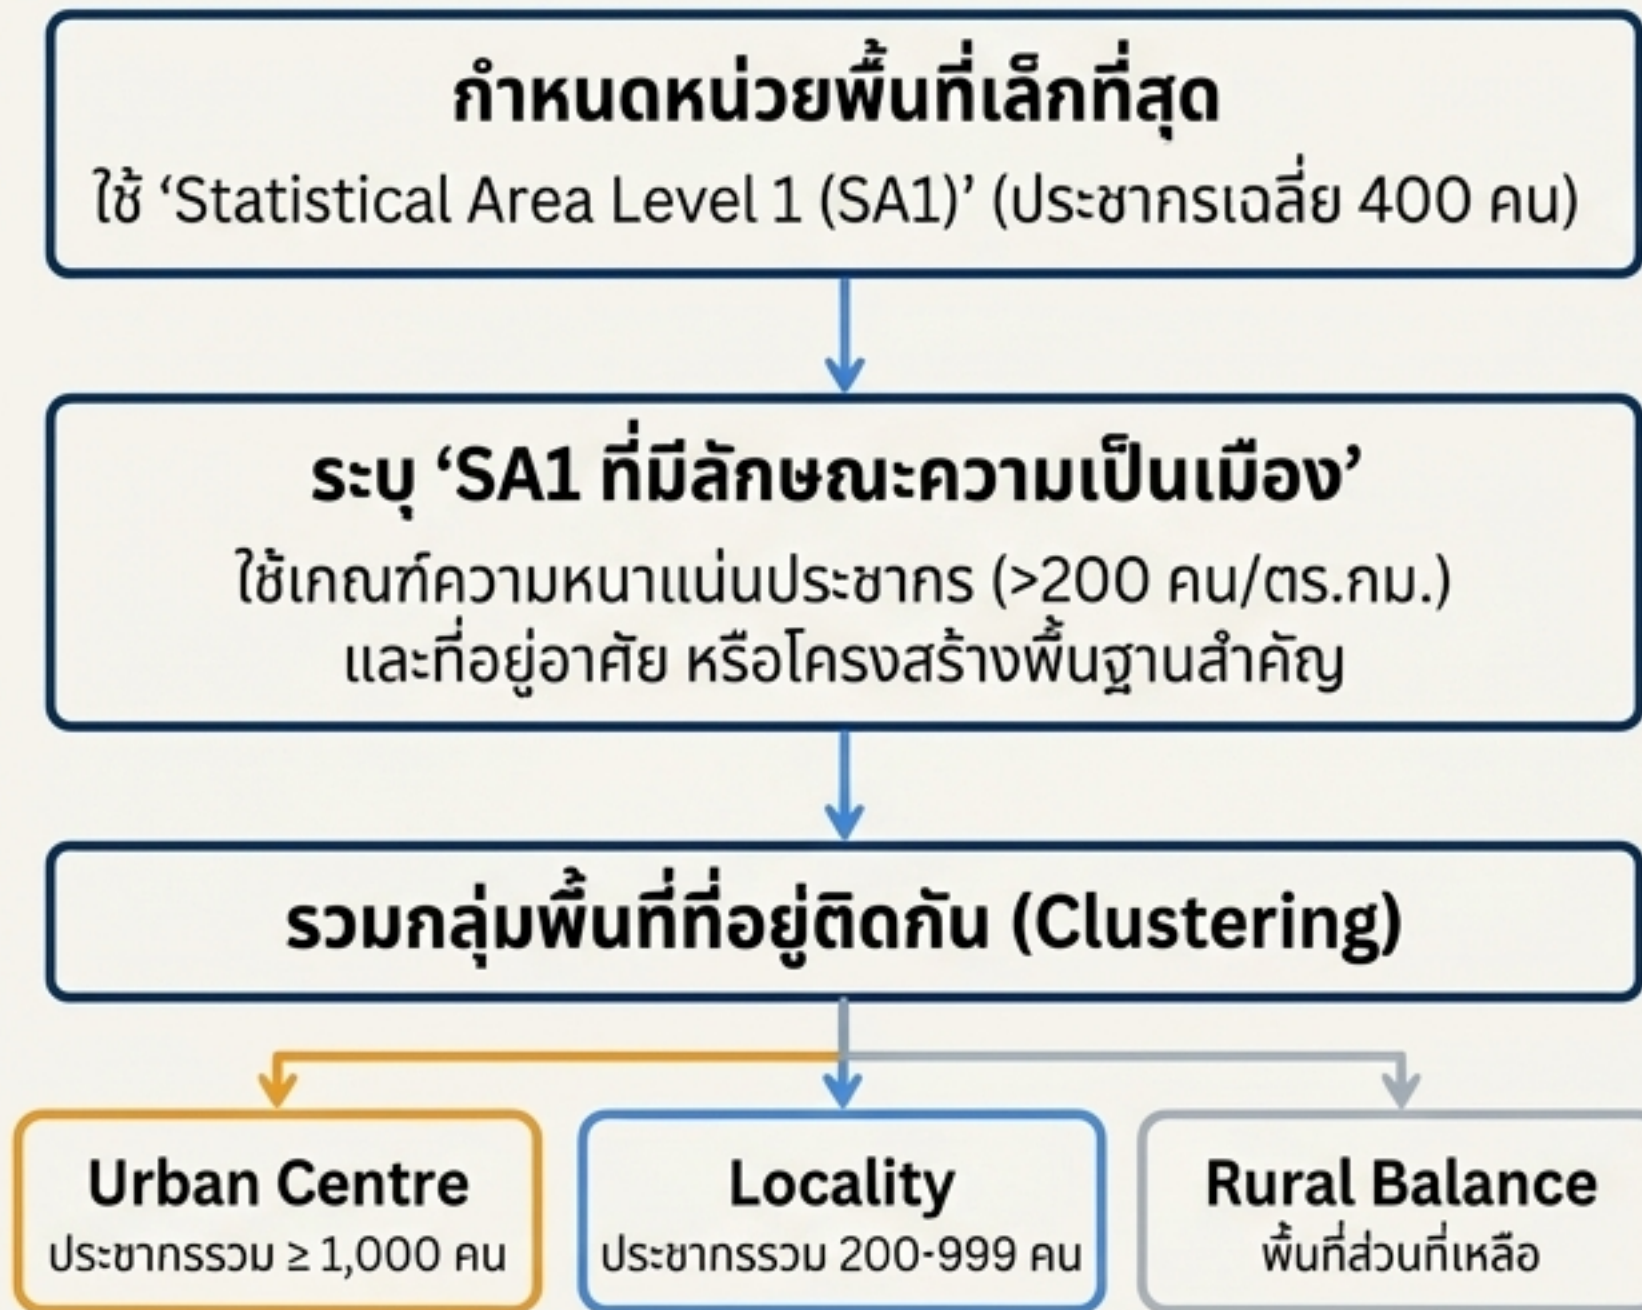 กำหนดหน่วยพื้นที่เล็กที่สุด
ใช้ ‘Statistical Area Level 1 (SA1)’ (ประชากรเฉลี่ย 400 คน)
ระบุ ‘SA1 ที่มีลักษณะความเป็นเมือง’
ใช้เกณฑ์ความหนาแน่นประชากร (>200 คน/ตร.กม.)
และที่อยู่อาศัย หรือโครงสร้างพื้นฐานสำคัญ
รวมกลุ่มพื้นที่ที่อยู่ติดกัน (Clustering)
Urban Centre
ประชากรรวม ≥ 1,000 คน
Locality
ประชากรรวม 200-999 คน
Rural Balance
พื้นที่ส่วนที่เหลือ